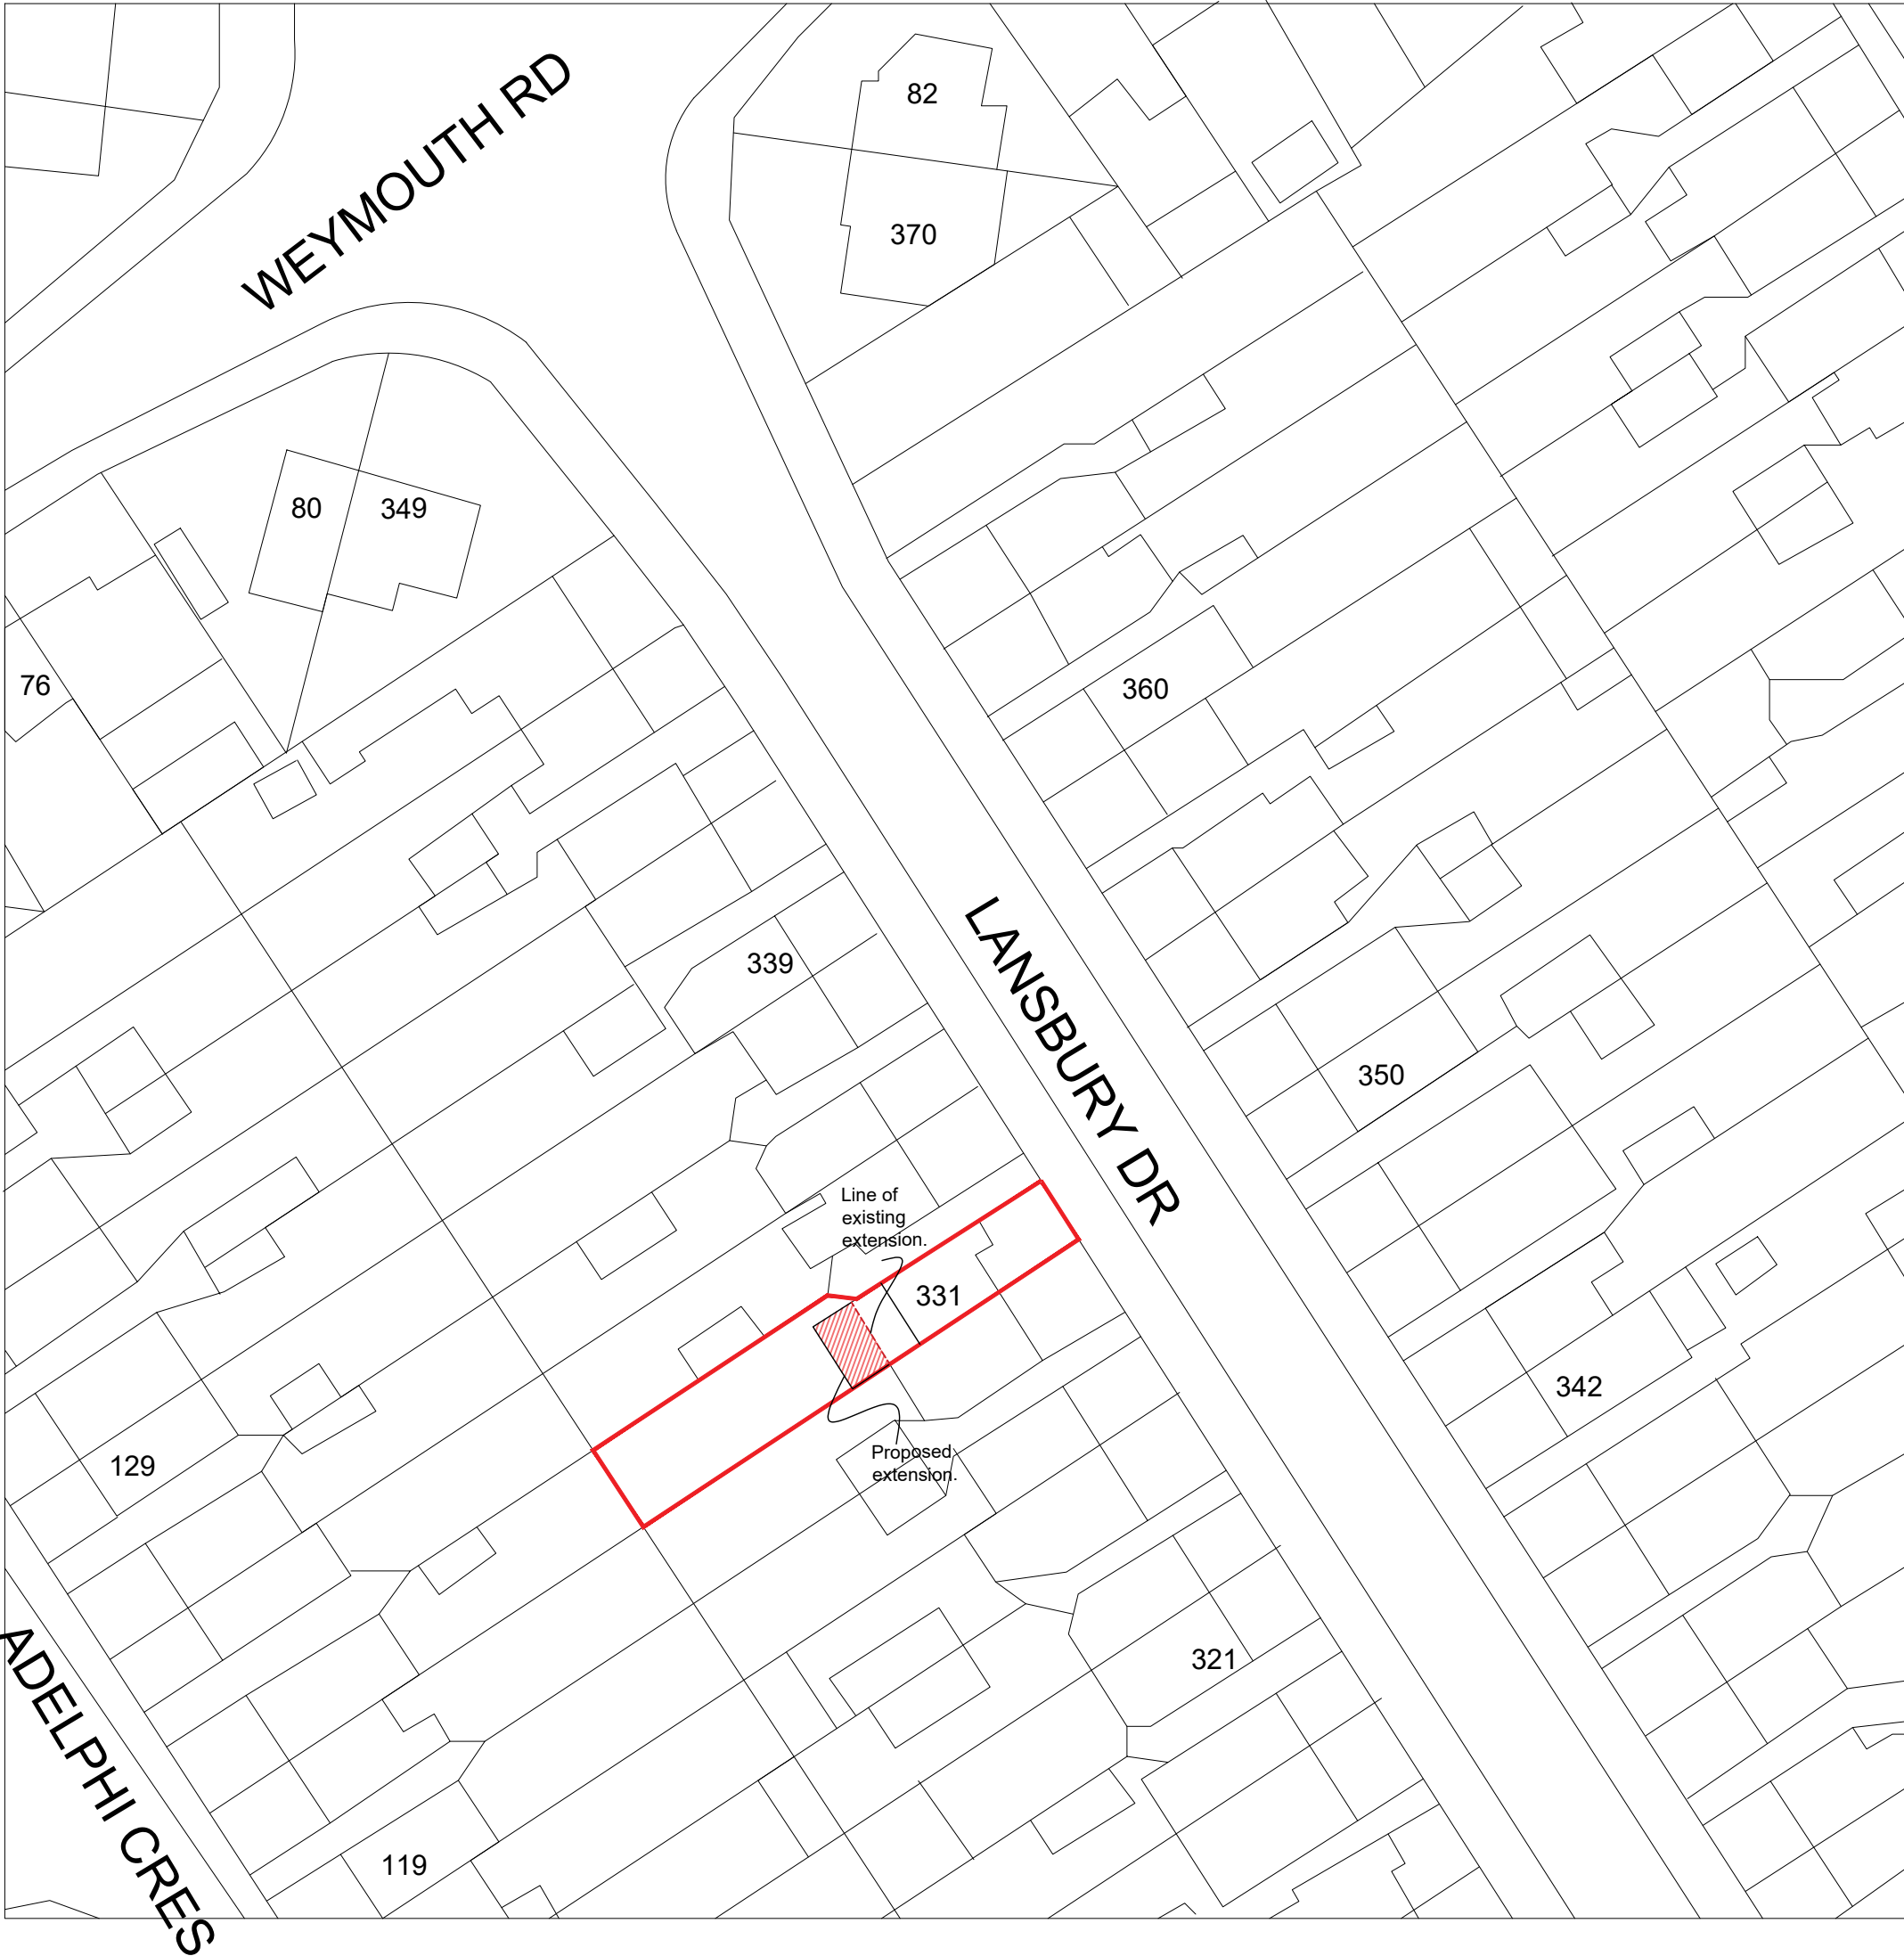 82
WEYMOUTH RD
370
80
349
76
360
339
LANSBURY DR
350
Line of
existing
extension.
331
342
129
Proposed
extension.
321
ADELPHI CRES
119